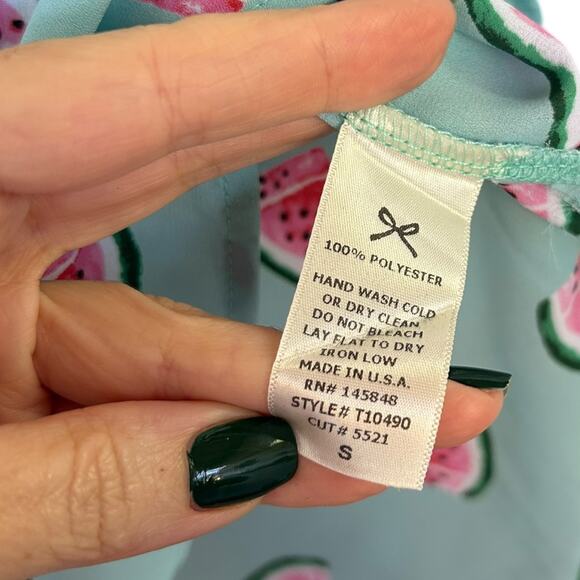 100% POLYESTER
HAND WASH COLD
OR DRY CLEAN
DO NOT BLEACH
LAY FLAT TO DRY
IRON LOW
MADE IN U.S.A.
RN# 145848
STYLE# T10490
CUT# 5521
S